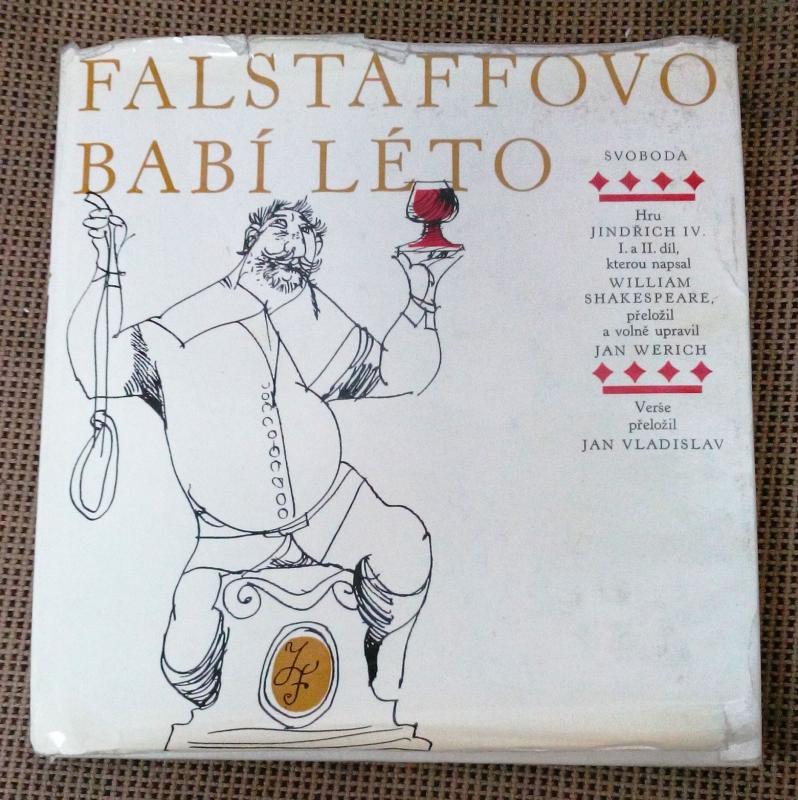 FALSTAFFOVO
BABÍ LÉTO
SVOBODA
Hru
JINDŘICH IV.
I. a II. díl,
kterou napsal
WILLIAM
SHAKESPEARE,
přeložil
a volně upravil
JAN WERICH
Verše
přeložil
JAN VLADISLAV
JF